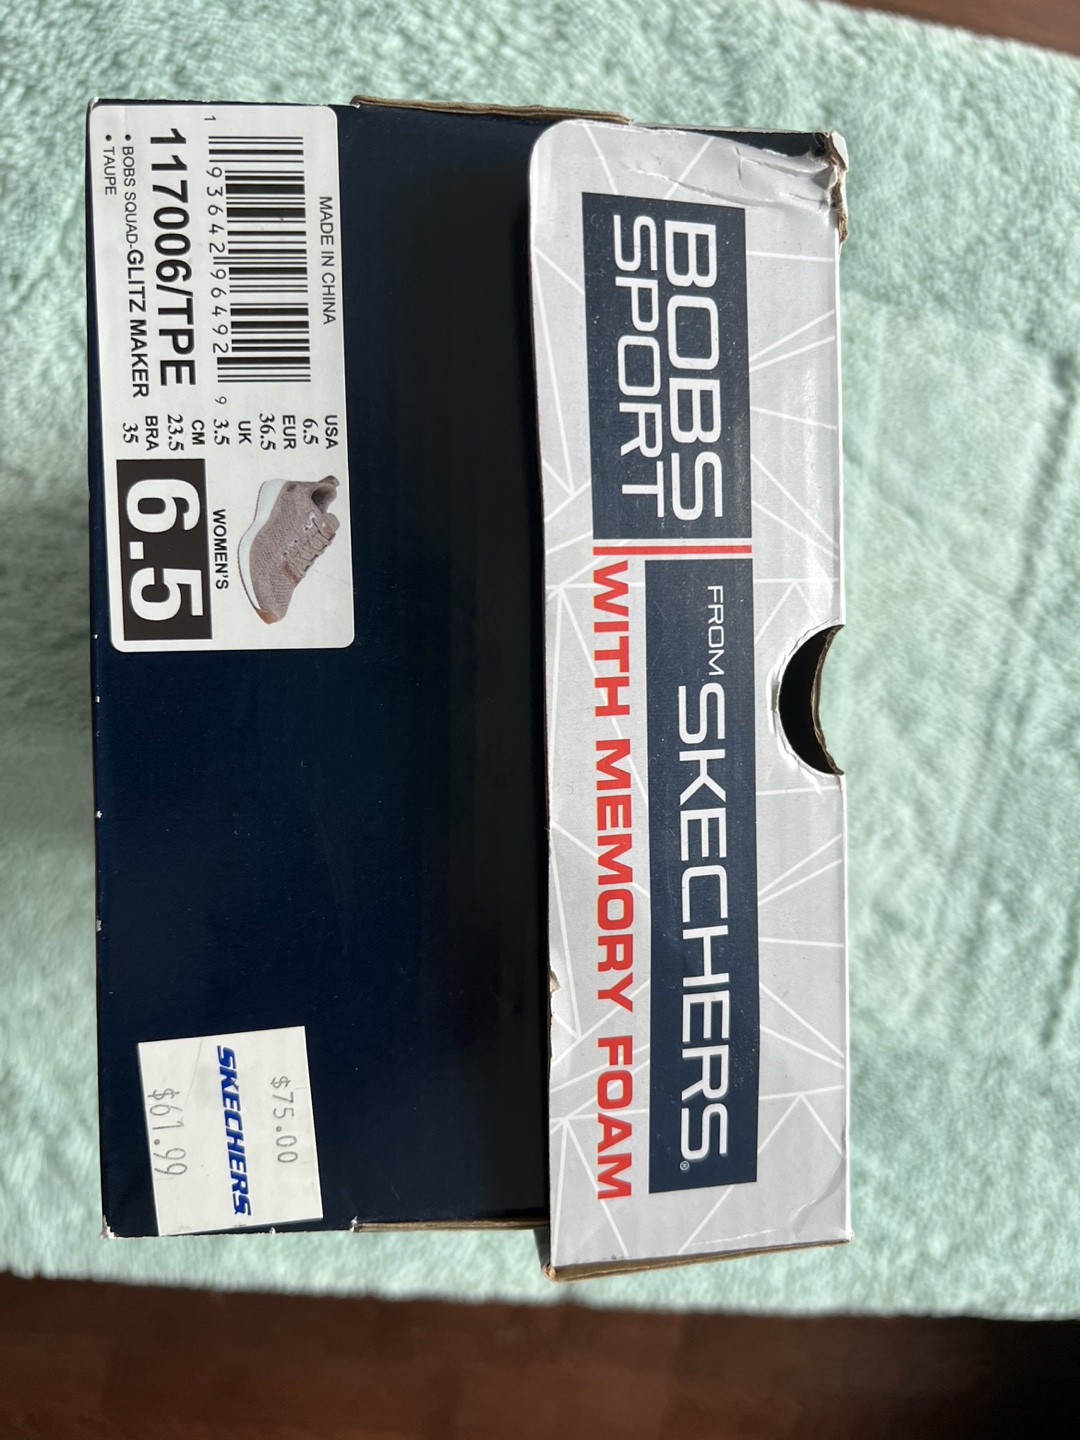 BOBS
SPORT
FROM SKECHERS®
WITH MEMORY FOAM
MADE IN CHINA
1 93642 96492 9
117006/TPE
• BOBS SQUAD-GLITZ MAKER
• TAUPE
USA
6.5
EUR
36.5
UK
3.5
CM
23.5
BRA
35
WOMEN'S
6.5
$75.00
SKECHERS
$61.99